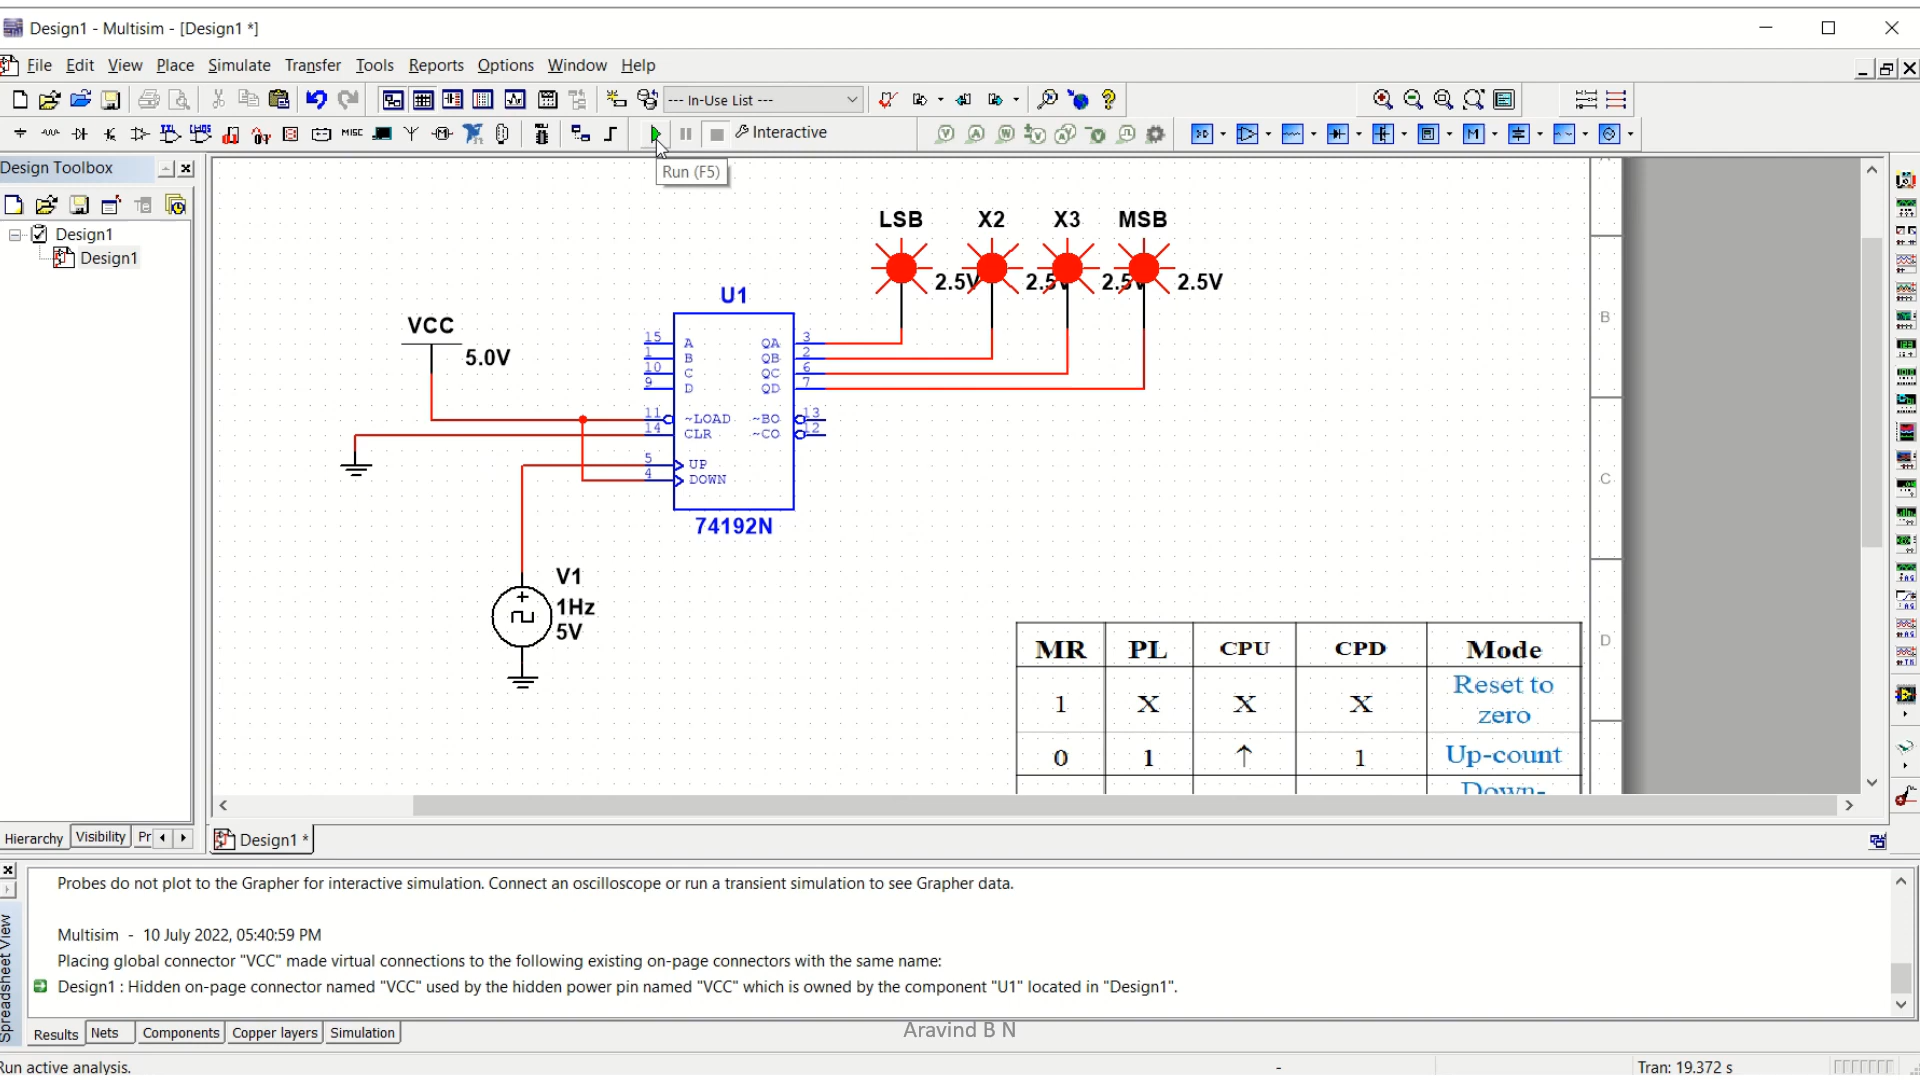 Design1 - Multisim - [Design1 *]
File Edit View Place Simulate Transfer Tools Reports Options Window Help
--- In-Use List ---
MISC
Interactive
Design Toolbox
Run (F5)
Design1
Design1
LSB X2 X3 MSB
2.5V 2.5V 2.5V 2.5V
U1
VCC
5.0V
15 A QA 3
1 B QB 2
10 C QC 6
9 D QD 7
11 ~LOAD ~BO 13
14 CLR ~CO 12
5 UP
4 DOWN
74192N
V1
1Hz
5V
B
C
D
MR PL CPU CPD Mode
1 X X X Reset to zero
0 1 ↑ 1 Up-count
Down-
Hierarchy Visibility Pr
Design1 *
Probes do not plot to the Grapher for interactive simulation. Connect an oscilloscope or run a transient simulation to see Grapher data.
Multisim - 10 July 2022, 05:40:59 PM
Placing global connector "VCC" made virtual connections to the following existing on-page connectors with the same name:
Design1 : Hidden on-page connector named "VCC" used by the hidden power pin named "VCC" which is owned by the component "U1" located in "Design1".
Spreadsheet View
Results Nets Components Copper layers Simulation
Aravind B N
Run active analysis.
-
Tran: 19.372 s